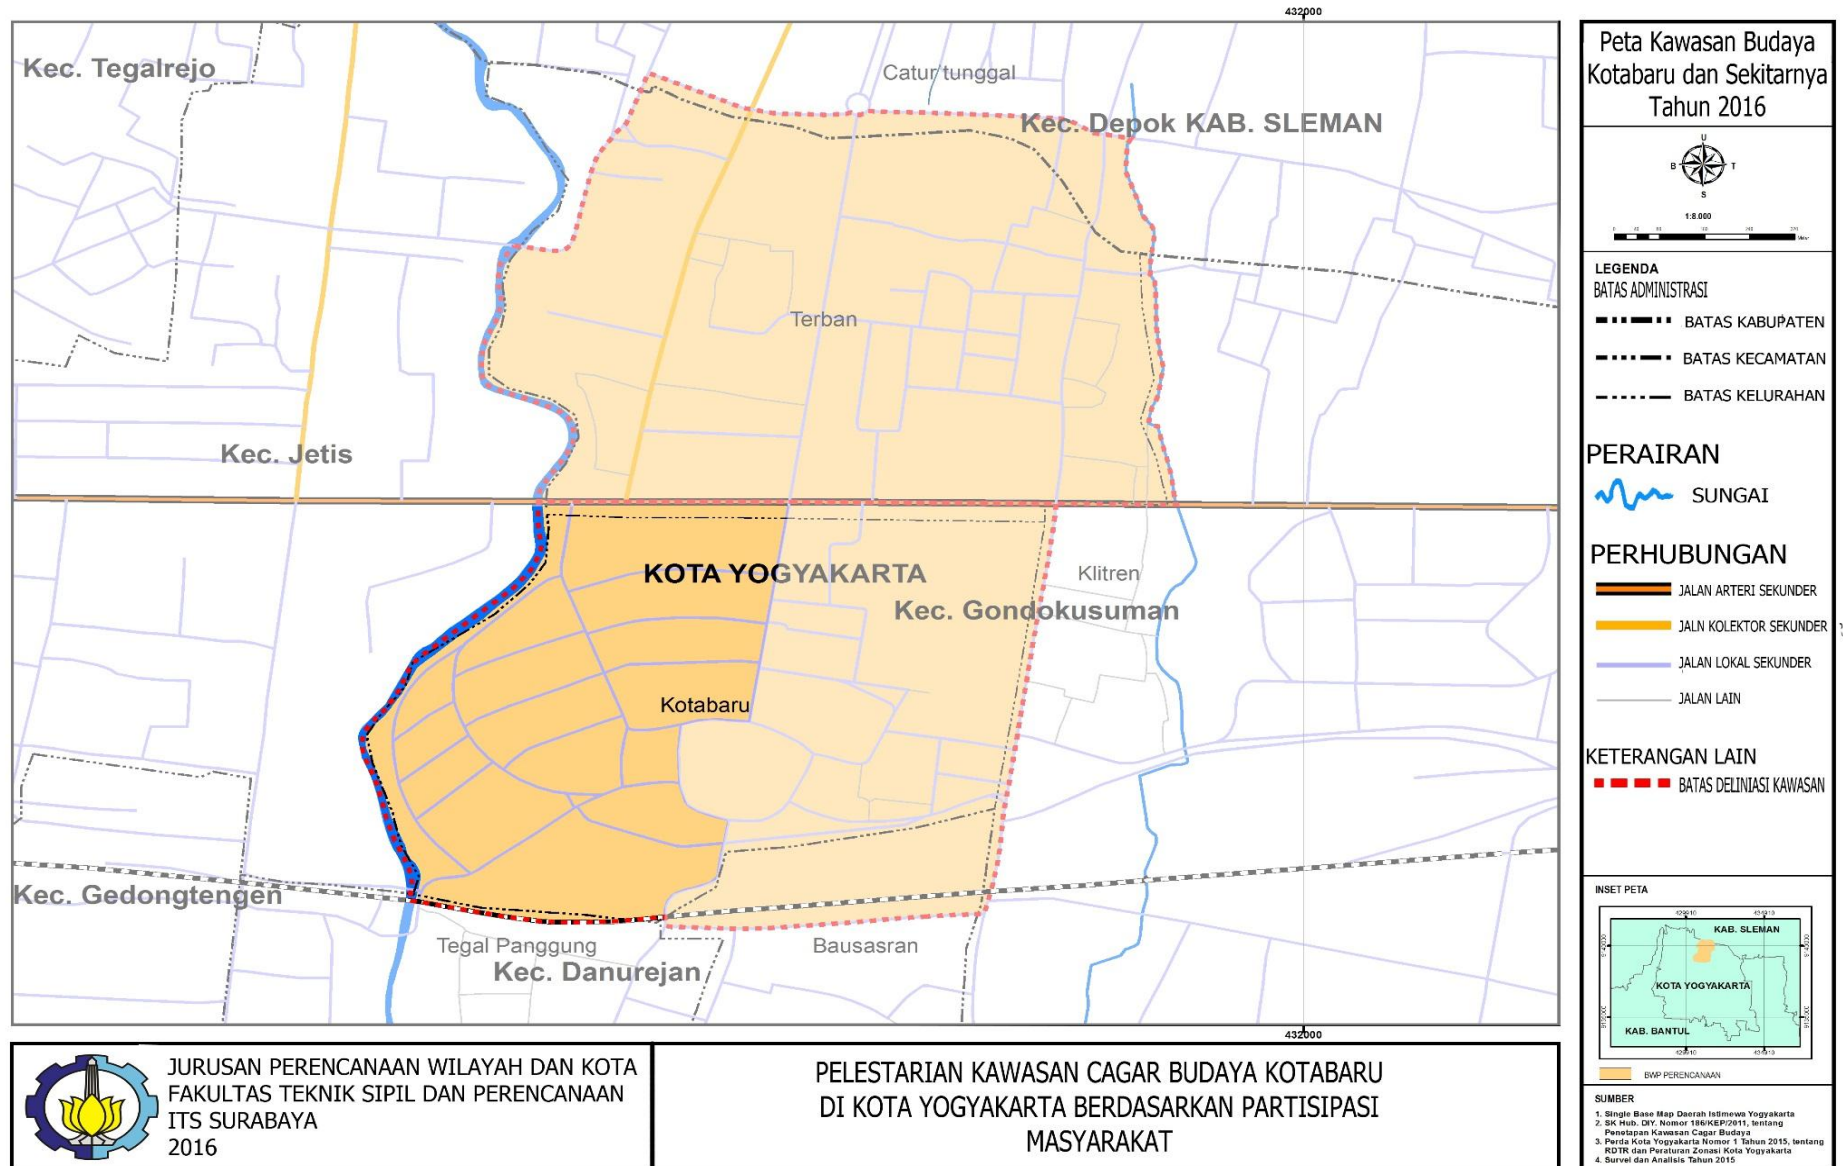 432000
Kec. Tegalrejo
Catur tunggal
Kec. Depok KAB. SLEMAN
Terban
Kec. Jetis
KOTA YOGYAKARTA
Klitren
Kec. Gondokusuman
Kotabaru
Kec. Gedongtengen
Tegal Panggung
Bausasran
Kec. Danurejan
432000
Peta Kawasan Budaya
Kotabaru dan Sekitarnya
Tahun 2016
U
B
T
S
1:8.000
LEGENDA
BATAS ADMINISTRASI
BATAS KABUPATEN
BATAS KECAMATAN
BATAS KELURAHAN
PERAIRAN
SUNGAI
PERHUBUNGAN
JALAN ARTERI SEKUNDER
JALN KOLEKTOR SEKUNDER
JALAN LOKAL SEKUNDER
JALAN LAIN
KETERANGAN LAIN
BATAS DELINIASI KAWASAN
INSET PETA
KAB. SLEMAN
KOTA YOGYAKARTA
KAB. BANTUL
BWP PERENCANAAN
SUMBER
1. Single Base Map Daerah Istimewa Yogyakarta
2. SK Hub. DIY. Nomor 186/KEP/2011, tentang
Penetapan Kawasan Cagar Budaya
3. Perda Kota Yogyakarta Nomor 1 Tahun 2015, tentang
RDTR dan Peraturan Zonasi Kota Yogyakarta
4. Survei dan Analisis Tahun 2015
JURUSAN PERENCANAAN WILAYAH DAN KOTA
FAKULTAS TEKNIK SIPIL DAN PERENCANAAN
ITS SURABAYA
2016
PELESTARIAN KAWASAN CAGAR BUDAYA KOTABARU
DI KOTA YOGYAKARTA BERDASARKAN PARTISIPASI
MASYARAKAT